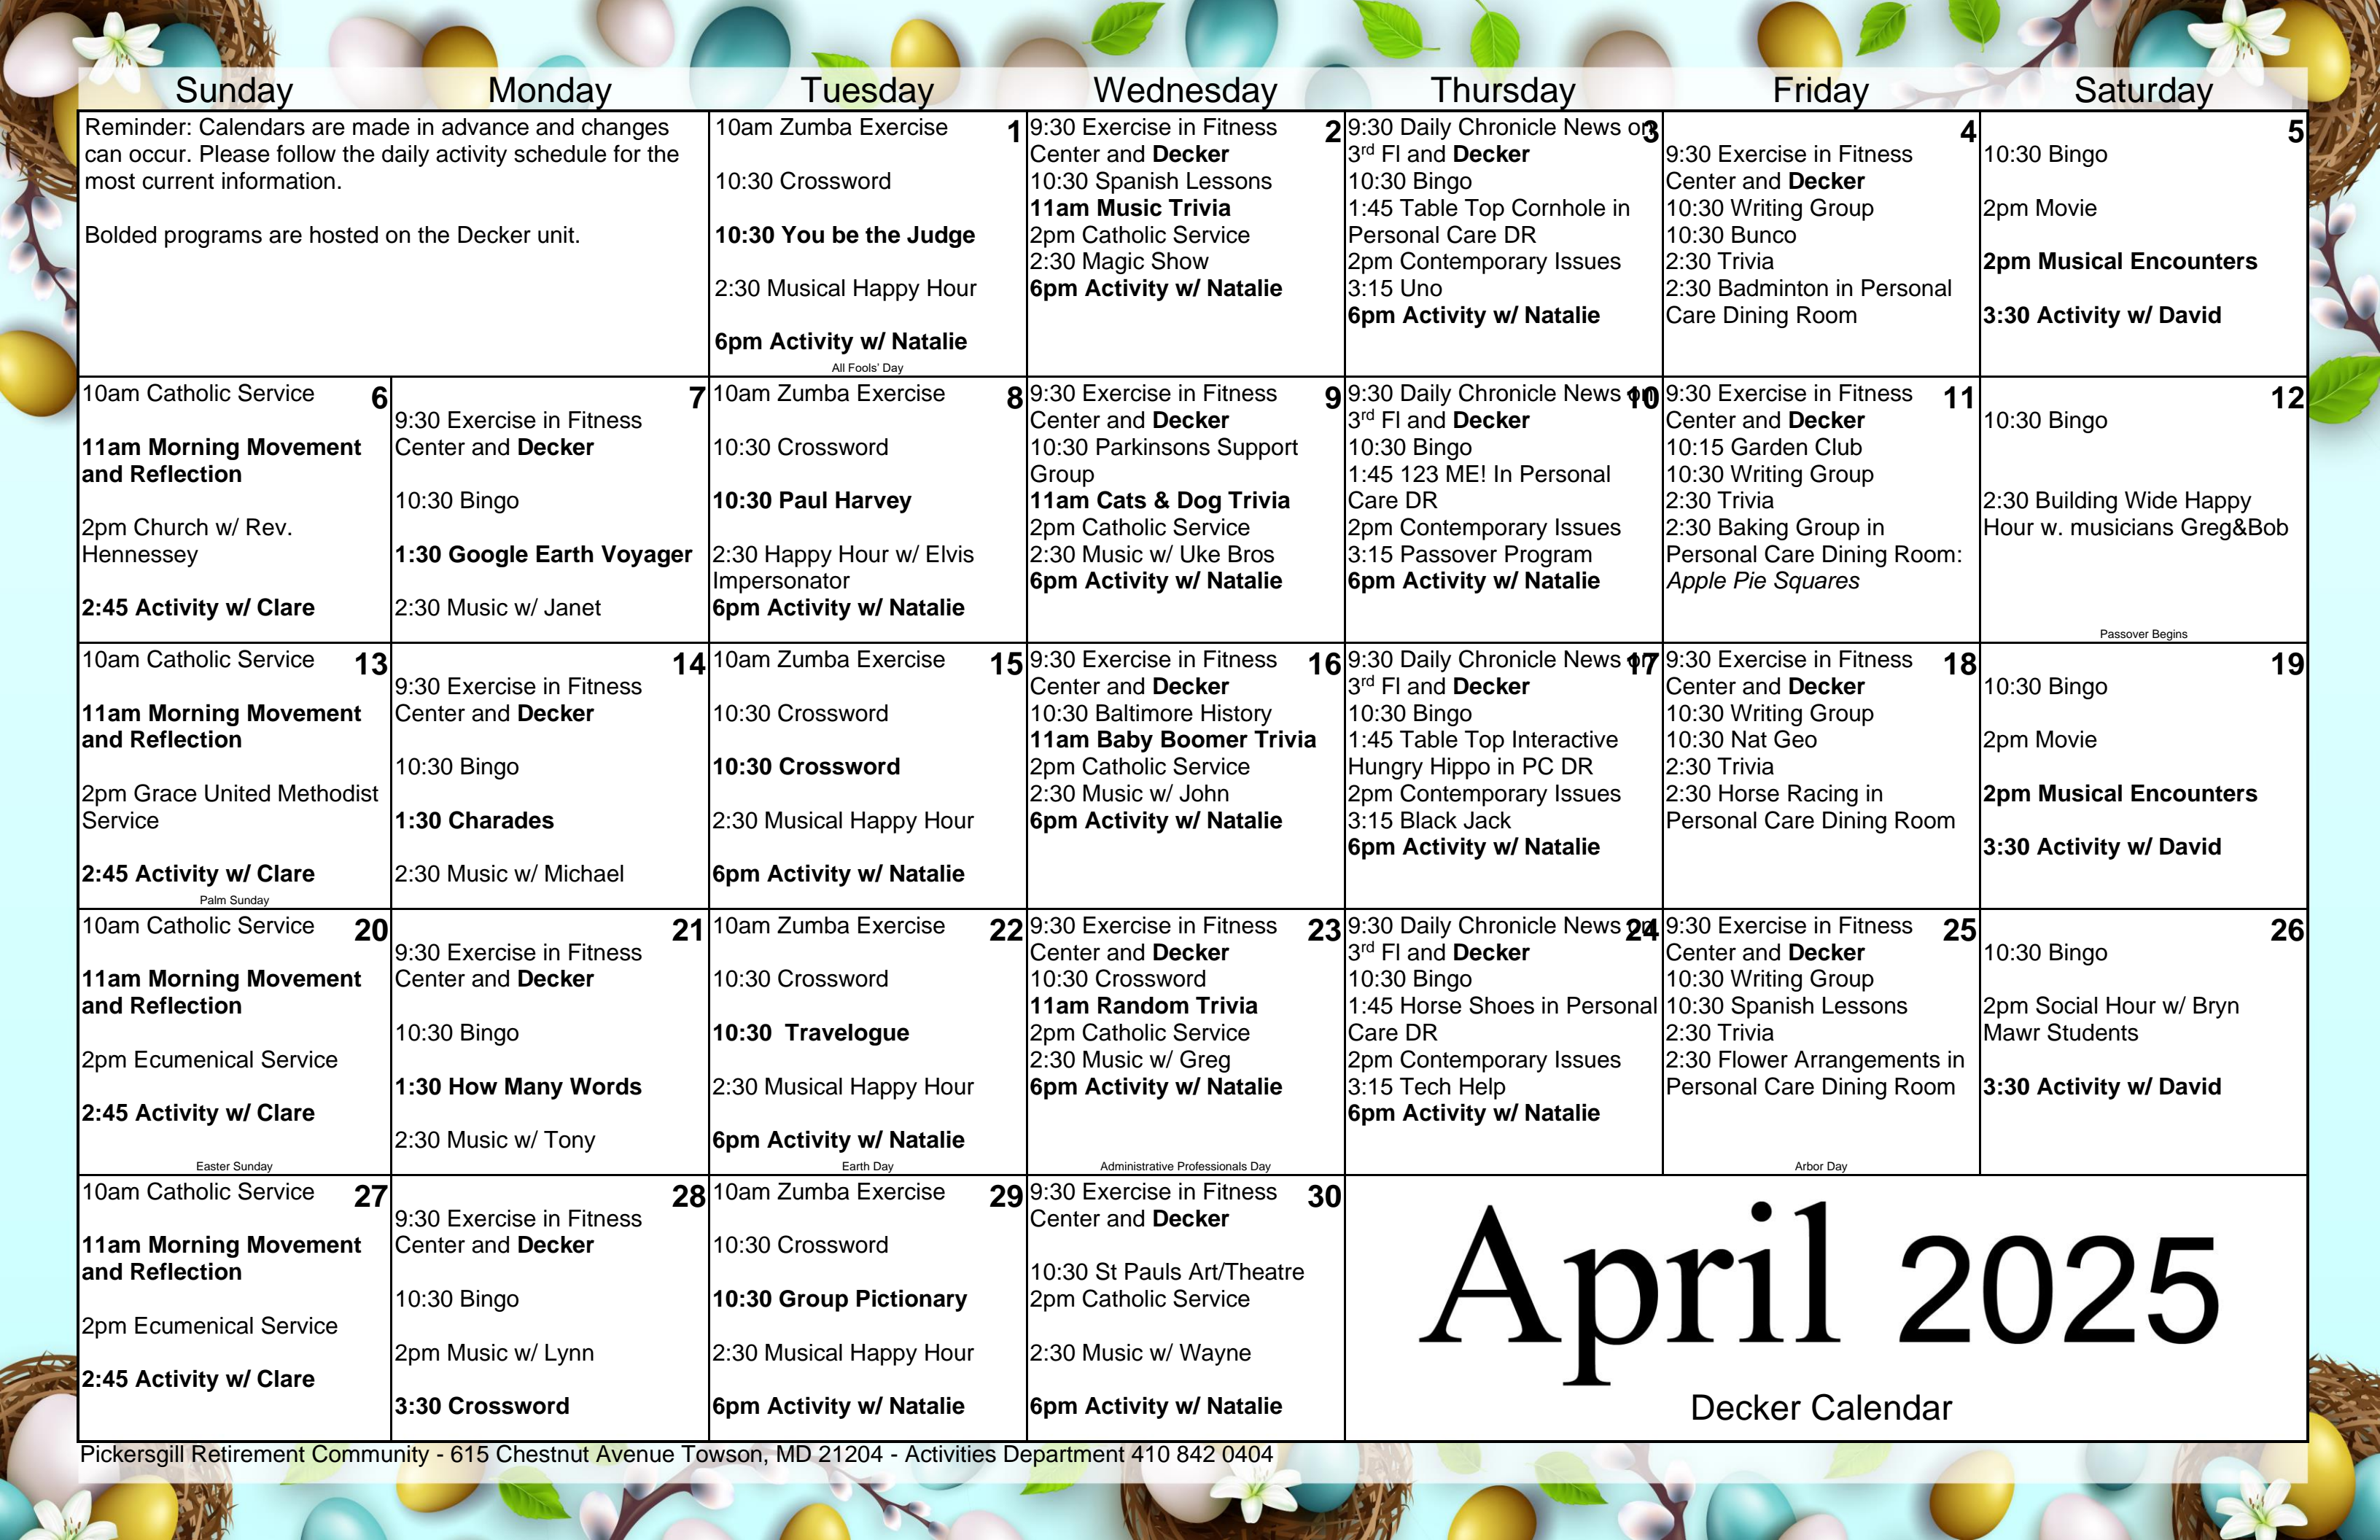 Sunday
Monday
Tuesday
Wednesday
Thursday
Friday
Saturday
Reminder: Calendars are made in advance and changes
can occur. Please follow the daily activity schedule for the
most current information.
Bolded programs are hosted on the Decker unit.
1
10am Zumba Exercise
10:30 Crossword
10:30 You be the Judge
2:30 Musical Happy Hour
6pm Activity w/ Natalie
All Fools' Day
2
9:30 Exercise in Fitness
Center and Decker
10:30 Spanish Lessons
11am Music Trivia
2pm Catholic Service
2:30 Magic Show
6pm Activity w/ Natalie
3
9:30 Daily Chronicle News on
3rd Fl and Decker
10:30 Bingo
1:45 Table Top Cornhole in
Personal Care DR
2pm Contemporary Issues
3:15 Uno
6pm Activity w/ Natalie
4
9:30 Exercise in Fitness
Center and Decker
10:30 Writing Group
10:30 Bunco
2:30 Trivia
2:30 Badminton in Personal
Care Dining Room
5
10:30 Bingo
2pm Movie
2pm Musical Encounters
3:30 Activity w/ David
6
10am Catholic Service
11am Morning Movement
and Reflection
2pm Church w/ Rev.
Hennessey
2:45 Activity w/ Clare
7
9:30 Exercise in Fitness
Center and Decker
10:30 Bingo
1:30 Google Earth Voyager
2:30 Music w/ Janet
8
10am Zumba Exercise
10:30 Crossword
10:30 Paul Harvey
2:30 Happy Hour w/ Elvis
Impersonator
6pm Activity w/ Natalie
9
9:30 Exercise in Fitness
Center and Decker
10:30 Parkinsons Support
Group
11am Cats & Dog Trivia
2pm Catholic Service
2:30 Music w/ Uke Bros
6pm Activity w/ Natalie
10
9:30 Daily Chronicle News on
3rd Fl and Decker
10:30 Bingo
1:45 123 ME! In Personal
Care DR
2pm Contemporary Issues
3:15 Passover Program
6pm Activity w/ Natalie
11
9:30 Exercise in Fitness
Center and Decker
10:15 Garden Club
10:30 Writing Group
2:30 Trivia
2:30 Baking Group in
Personal Care Dining Room:
Apple Pie Squares
12
10:30 Bingo
2:30 Building Wide Happy
Hour w. musicians Greg&Bob
Passover Begins
13
10am Catholic Service
11am Morning Movement
and Reflection
2pm Grace United Methodist
Service
2:45 Activity w/ Clare
Palm Sunday
14
9:30 Exercise in Fitness
Center and Decker
10:30 Bingo
1:30 Charades
2:30 Music w/ Michael
15
10am Zumba Exercise
10:30 Crossword
10:30 Crossword
2:30 Musical Happy Hour
6pm Activity w/ Natalie
16
9:30 Exercise in Fitness
Center and Decker
10:30 Baltimore History
11am Baby Boomer Trivia
2pm Catholic Service
2:30 Music w/ John
6pm Activity w/ Natalie
17
9:30 Daily Chronicle News on
3rd Fl and Decker
10:30 Bingo
1:45 Table Top Interactive
Hungry Hippo in PC DR
2pm Contemporary Issues
3:15 Black Jack
6pm Activity w/ Natalie
18
9:30 Exercise in Fitness
Center and Decker
10:30 Writing Group
10:30 Nat Geo
2:30 Trivia
2:30 Horse Racing in
Personal Care Dining Room
19
10:30 Bingo
2pm Movie
2pm Musical Encounters
3:30 Activity w/ David
20
10am Catholic Service
11am Morning Movement
and Reflection
2pm Ecumenical Service
2:45 Activity w/ Clare
Easter Sunday
21
9:30 Exercise in Fitness
Center and Decker
10:30 Bingo
1:30 How Many Words
2:30 Music w/ Tony
22
10am Zumba Exercise
10:30 Crossword
10:30 Travelogue
2:30 Musical Happy Hour
6pm Activity w/ Natalie
Earth Day
23
9:30 Exercise in Fitness
Center and Decker
10:30 Crossword
11am Random Trivia
2pm Catholic Service
2:30 Music w/ Greg
6pm Activity w/ Natalie
Administrative Professionals Day
24
9:30 Daily Chronicle News on
3rd Fl and Decker
10:30 Bingo
1:45 Horse Shoes in Personal
Care DR
2pm Contemporary Issues
3:15 Tech Help
6pm Activity w/ Natalie
25
9:30 Exercise in Fitness
Center and Decker
10:30 Writing Group
10:30 Spanish Lessons
2:30 Trivia
2:30 Flower Arrangements in
Personal Care Dining Room
Arbor Day
26
10:30 Bingo
2pm Social Hour w/ Bryn
Mawr Students
3:30 Activity w/ David
27
10am Catholic Service
11am Morning Movement
and Reflection
2pm Ecumenical Service
2:45 Activity w/ Clare
28
9:30 Exercise in Fitness
Center and Decker
10:30 Bingo
2pm Music w/ Lynn
3:30 Crossword
29
10am Zumba Exercise
10:30 Crossword
10:30 Group Pictionary
2:30 Musical Happy Hour
6pm Activity w/ Natalie
30
9:30 Exercise in Fitness
Center and Decker
10:30 St Pauls Art/Theatre
2pm Catholic Service
2:30 Music w/ Wayne
6pm Activity w/ Natalie
April 2025
Decker Calendar
Pickersgill Retirement Community - 615 Chestnut Avenue Towson, MD 21204 - Activities Department 410 842 0404